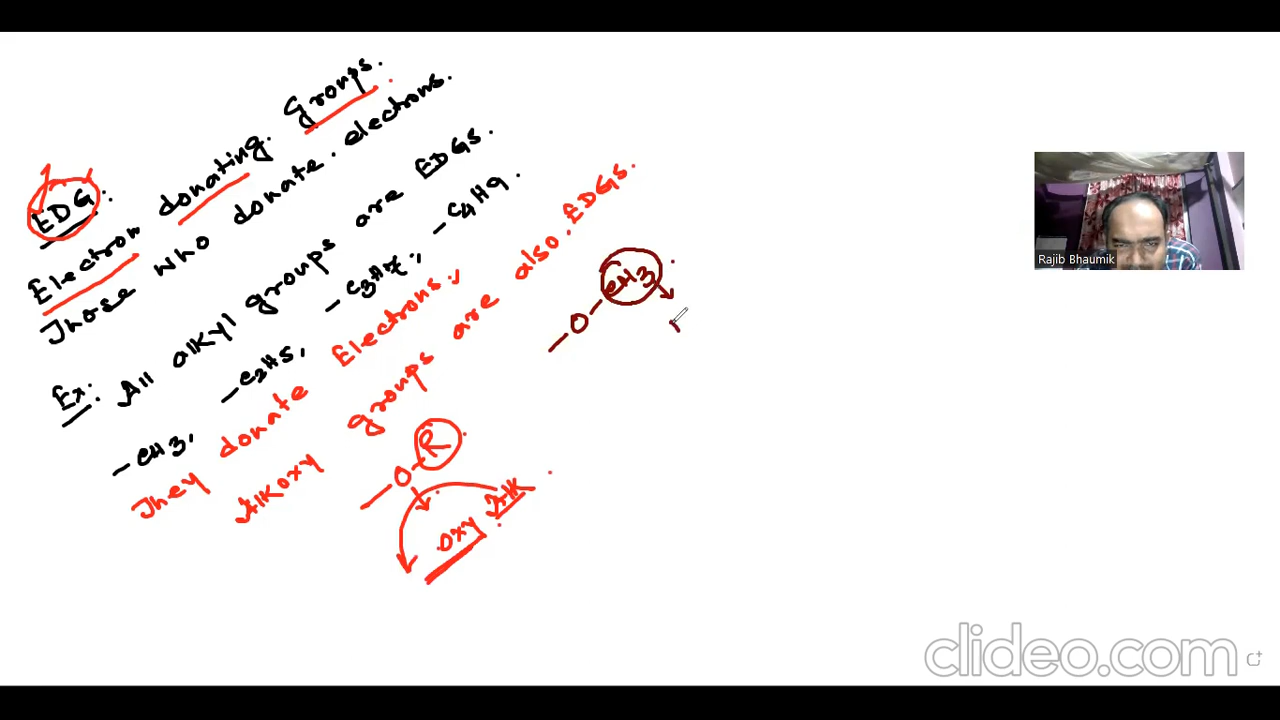 EDG:
Electron donating. Groups.
Those who donate. electrons.
Ex: All alkyl groups are EDGs.
-CH3, -C2H5, -C3H7, -C4H9.
They donate Electrons.
Alkoxy groups are also. EDGs.
-O-R
Oxy Alk
-O-CH3
Rajib Bhaumik
clideo.com